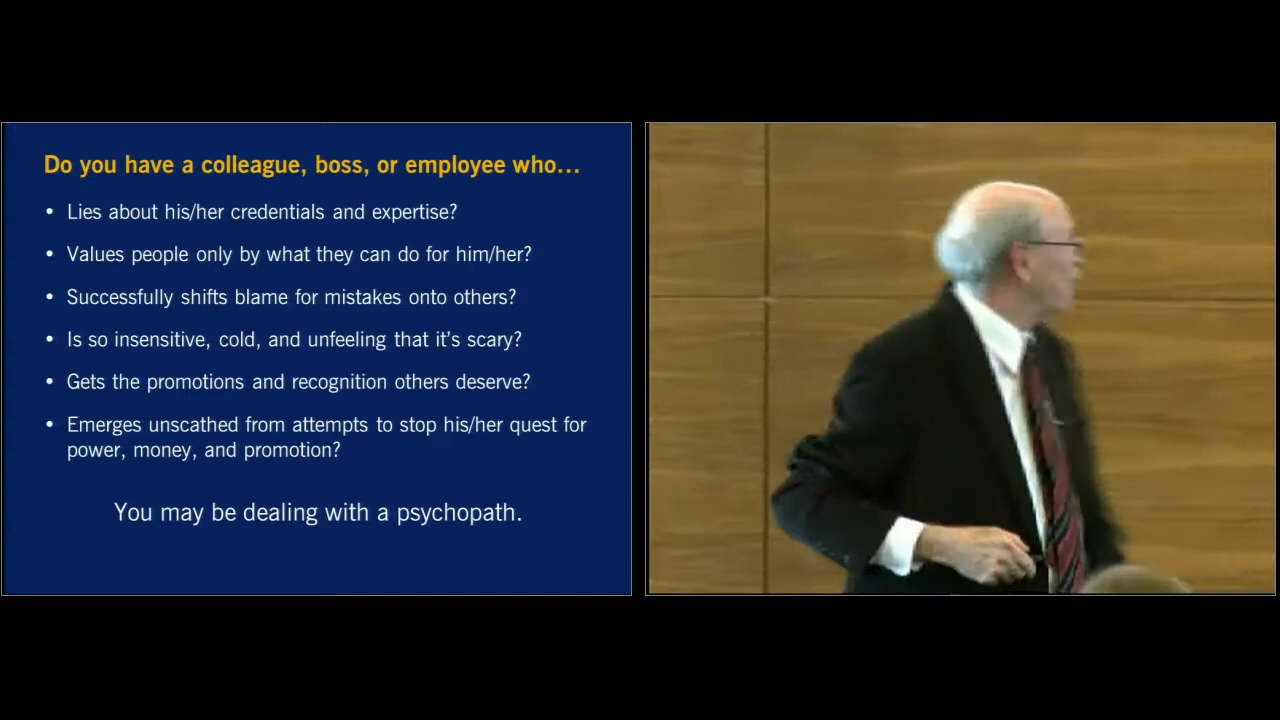 Do you have a colleague, boss, or employee who…
• Lies about his/her credentials and expertise?
• Values people only by what they can do for him/her?
• Successfully shifts blame for mistakes onto others?
• Is so insensitive, cold, and unfeeling that it's scary?
• Gets the promotions and recognition others deserve?
• Emerges unscathed from attempts to stop his/her quest for
power, money, and promotion?
You may be dealing with a psychopath.